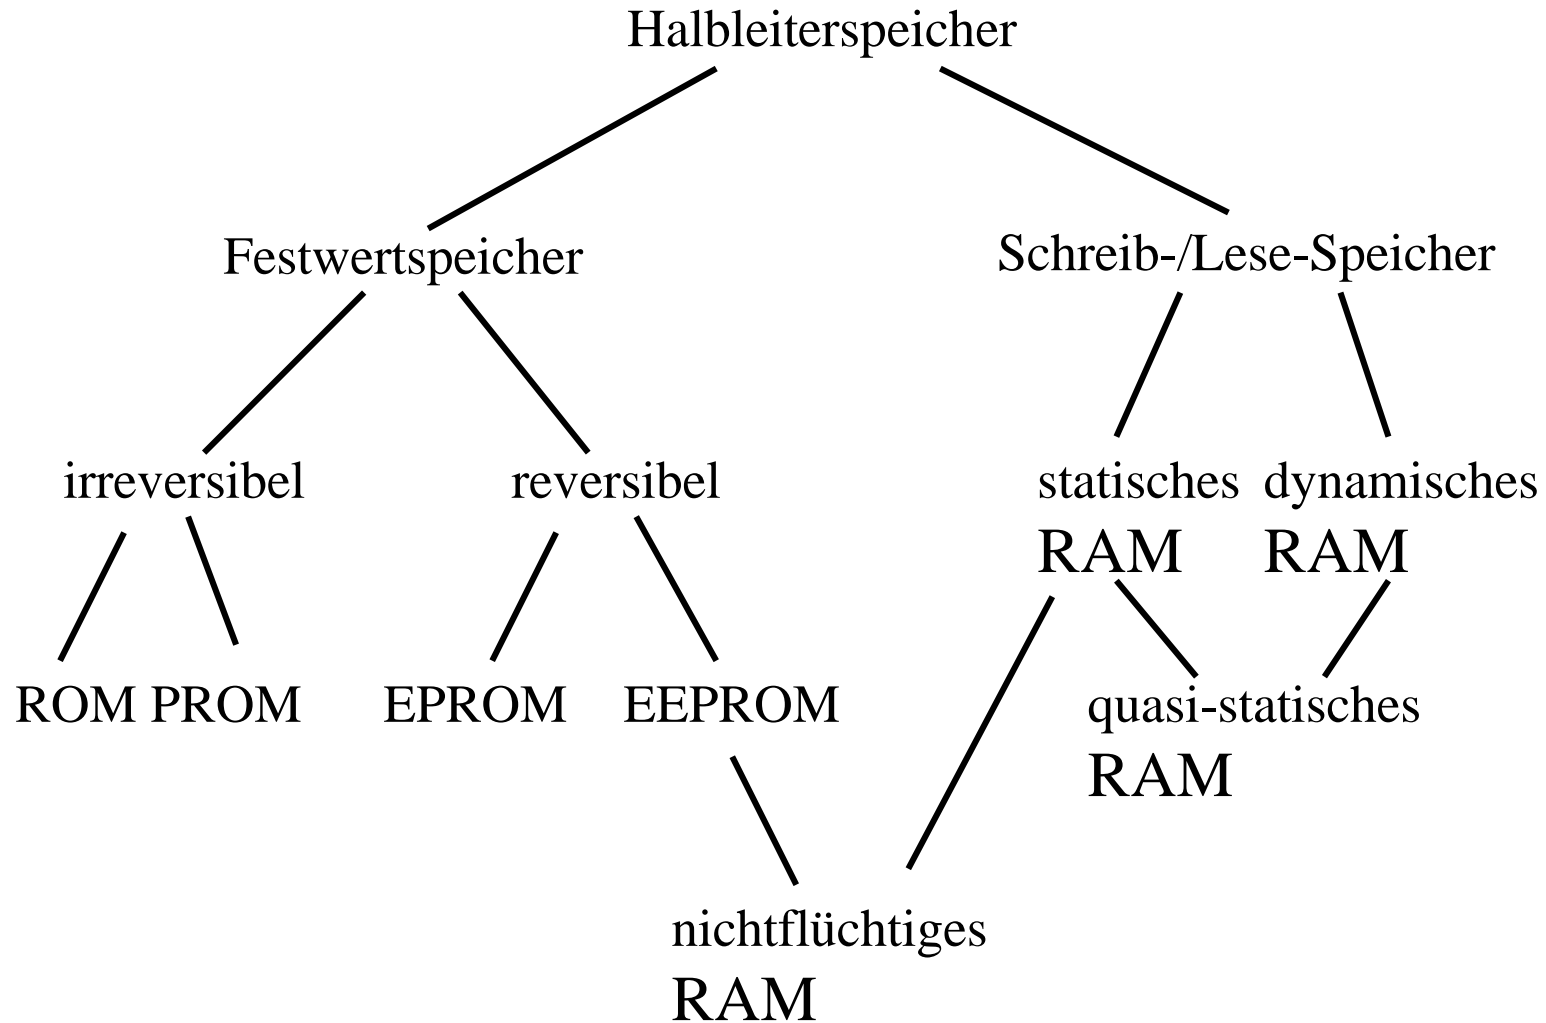 Halbleiterspeicher
Festwertspeicher
Schreib-/Lese-Speicher
irreversibel
reversibel
statisches
RAM
dynamisches
RAM
ROM
PROM
EPROM
EEPROM
quasi-statisches
RAM
nichtflüchtiges
RAM